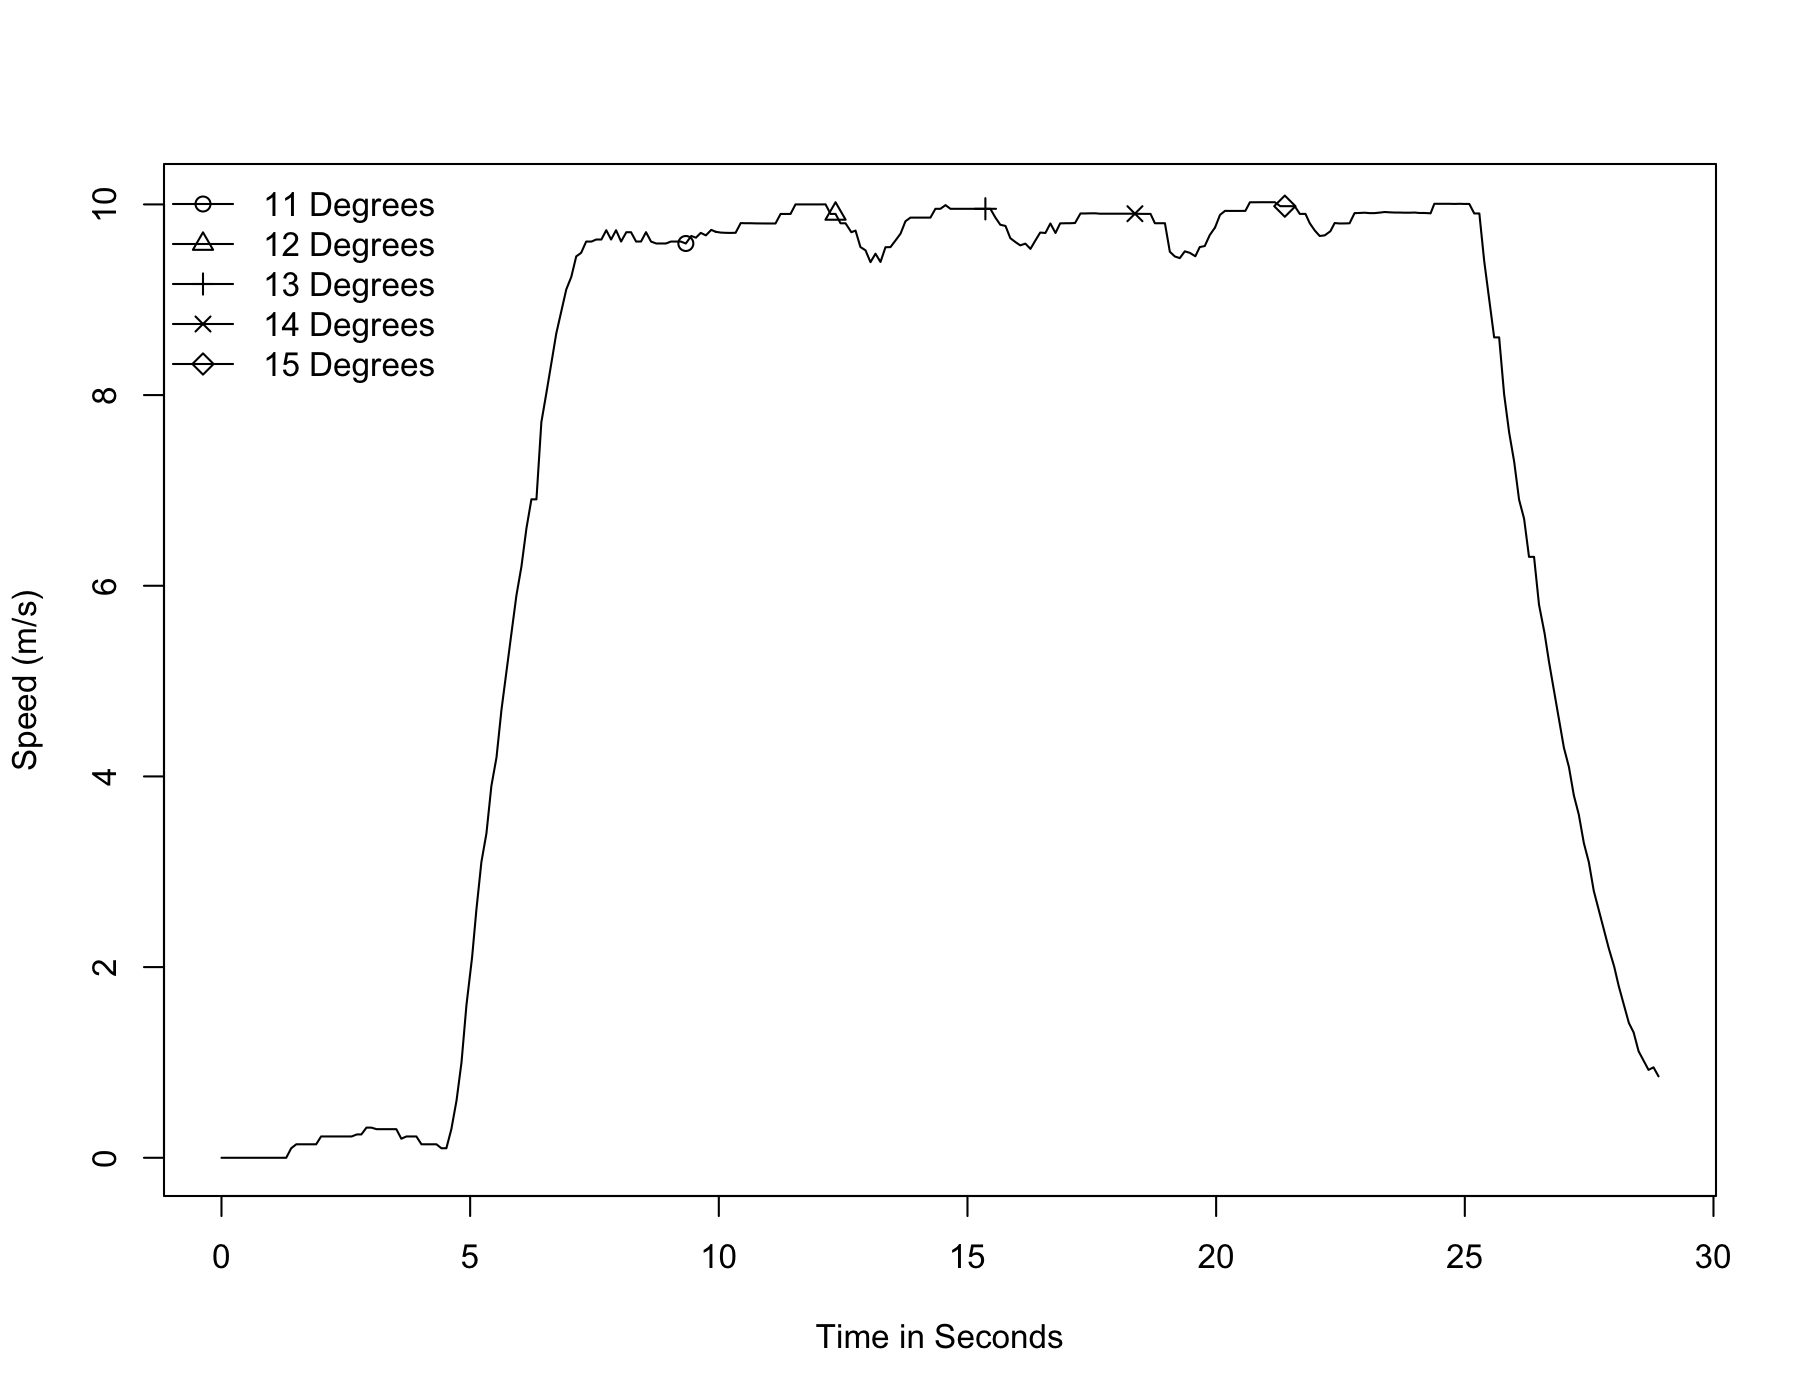 11 Degrees
12 Degrees
13 Degrees
14 Degrees
15 Degrees
10
8
6
4
2
0
Speed (m/s)
0 5 10 15 20 25 30
Time in Seconds